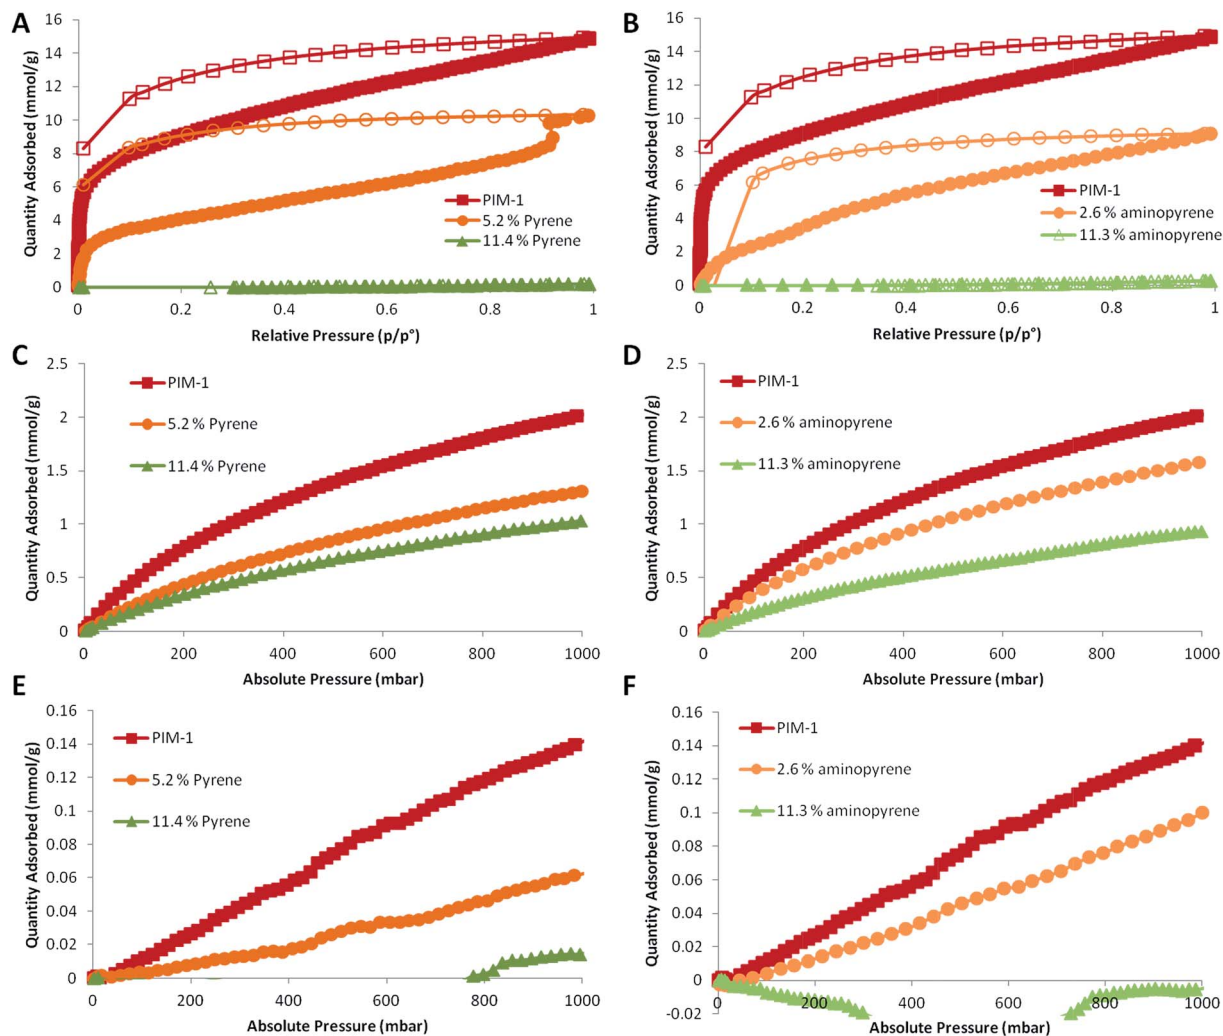 A
Quantity Adsorbed (mmol/g)
16
14
12
10
8
6
4
2
0
0
0.2
0.4
0.6
0.8
1
Relative Pressure (p/p°)
PIM-1
5.2 % Pyrene
11.4 % Pyrene
B
Quantity Adsorbed (mmol/g)
16
14
12
10
8
6
4
2
0
0
0.2
0.4
0.6
0.8
1
Relative Pressure (p/p°)
PIM-1
2.6 % aminopyrene
11.3 % aminopyrene
C
Quantity Adsorbed (mmol/g)
2.5
2
1.5
1
0.5
0
0
200
400
600
800
1000
Absolute Pressure (mbar)
PIM-1
5.2 % Pyrene
11.4 % Pyrene
D
Quantity Adsorbed (mmol/g)
2.5
2
1.5
1
0.5
0
0
200
400
600
800
1000
Absolute Pressure (mbar)
PIM-1
2.6 % aminopyrene
11.3 % aminopyrene
E
Quantity Adsorbed (mmol/g)
0.16
0.14
0.12
0.1
0.08
0.06
0.04
0.02
0
0
200
400
600
800
1000
Absolute Pressure (mbar)
PIM-1
5.2 % Pyrene
11.4 % Pyrene
F
Quantity Adsorbed (mmol/g)
0.16
0.14
0.12
0.1
0.08
0.06
0.04
0.02
0
-0.02
0
200
400
600
800
1000
Absolute Pressure (mbar)
PIM-1
2.6 % aminopyrene
11.3 % aminopyrene